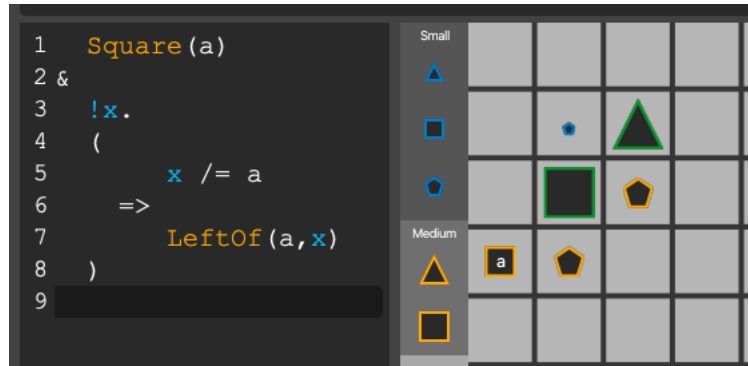 1 Square(a)
2 &
3 !x.
4 (
5 x /= a
6 =>
7 LeftOf(a,x)
8 )
9
Small
Medium
a